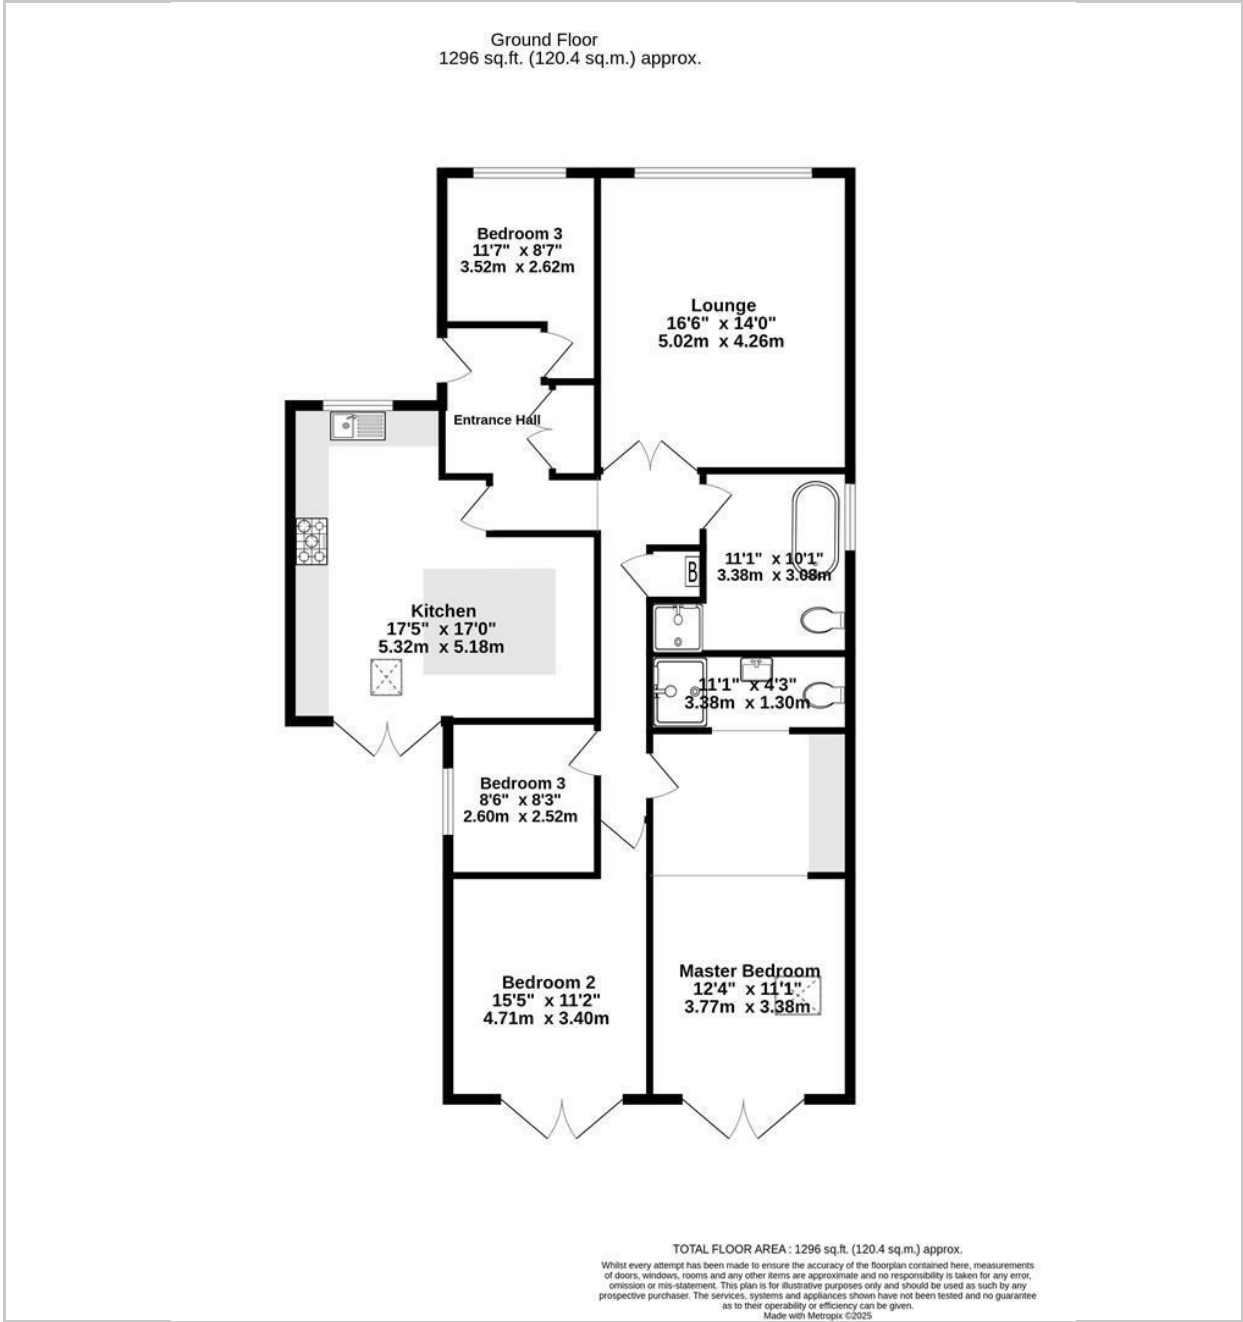 Ground Floor
1296 sq.ft. (120.4 sq.m.) approx.
Bedroom 3
11'7" x 8'7"
3.52m x 2.62m
Lounge
16'6" x 14'0"
5.02m x 4.26m
Entrance Hall
11'1" x 10'1"
3.38m x 3.08m
B
Kitchen
17'5" x 17'0"
5.32m x 5.18m
11'1" x 4'3"
3.38m x 1.30m
Bedroom 3
8'6" x 8'3"
2.60m x 2.52m
Bedroom 2
15'5" x 11'2"
4.71m x 3.40m
Master Bedroom
12'4" x 11'1"
3.77m x 3.38m
TOTAL FLOOR AREA : 1296 sq.ft. (120.4 sq.m.) approx.
Whilst every attempt has been made to ensure the accuracy of the floorplan contained here, measurements
of doors, windows, rooms and any other items are approximate and no responsibility is taken for any error,
omission or mis-statement. This plan is for illustrative purposes only and should be used as such by any
prospective purchaser. The services, systems and appliances shown have not been tested and no guarantee
as to their operability or efficiency can be given.
Made with Metropix ©2025